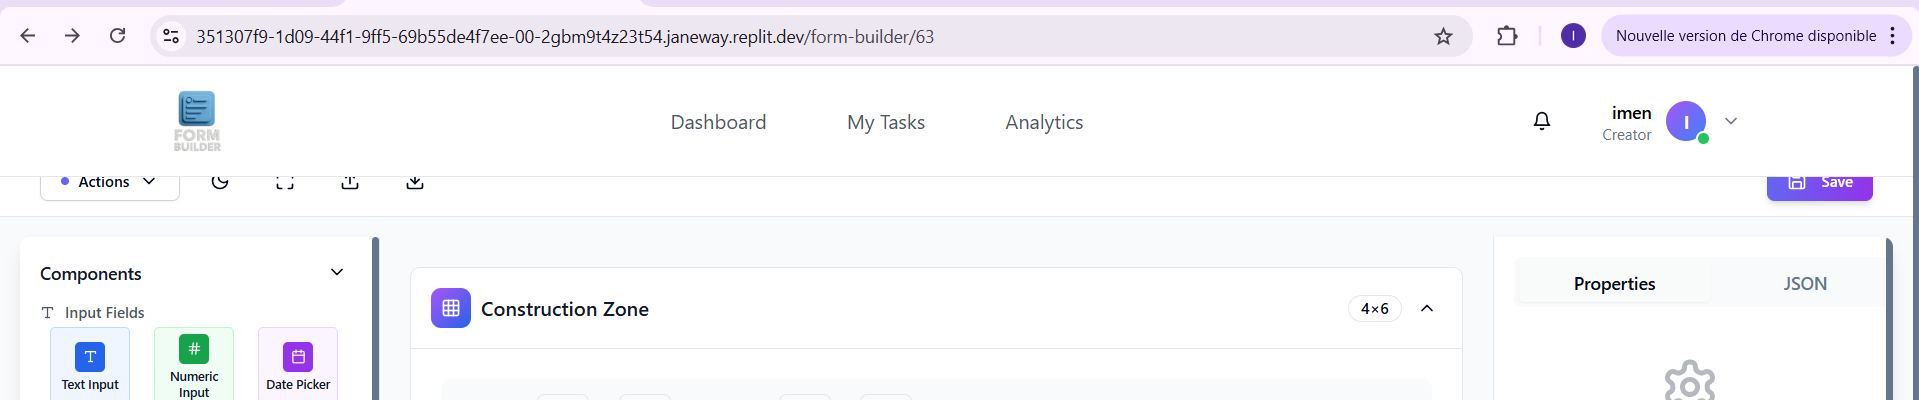 351307f9-1d09-44f1-9ff5-69b55de4f7ee-00-2gbm9t4z23t54.janeway.replit.dev/form-builder/63
I
Nouvelle version de Chrome disponible
FORM
BUILDER
Dashboard
My Tasks
Analytics
imen
Creator
I
Actions
Save
Components
T Input Fields
T
Text Input
#
Numeric
Input
Date Picker
Construction Zone
4×6
Properties
JSON